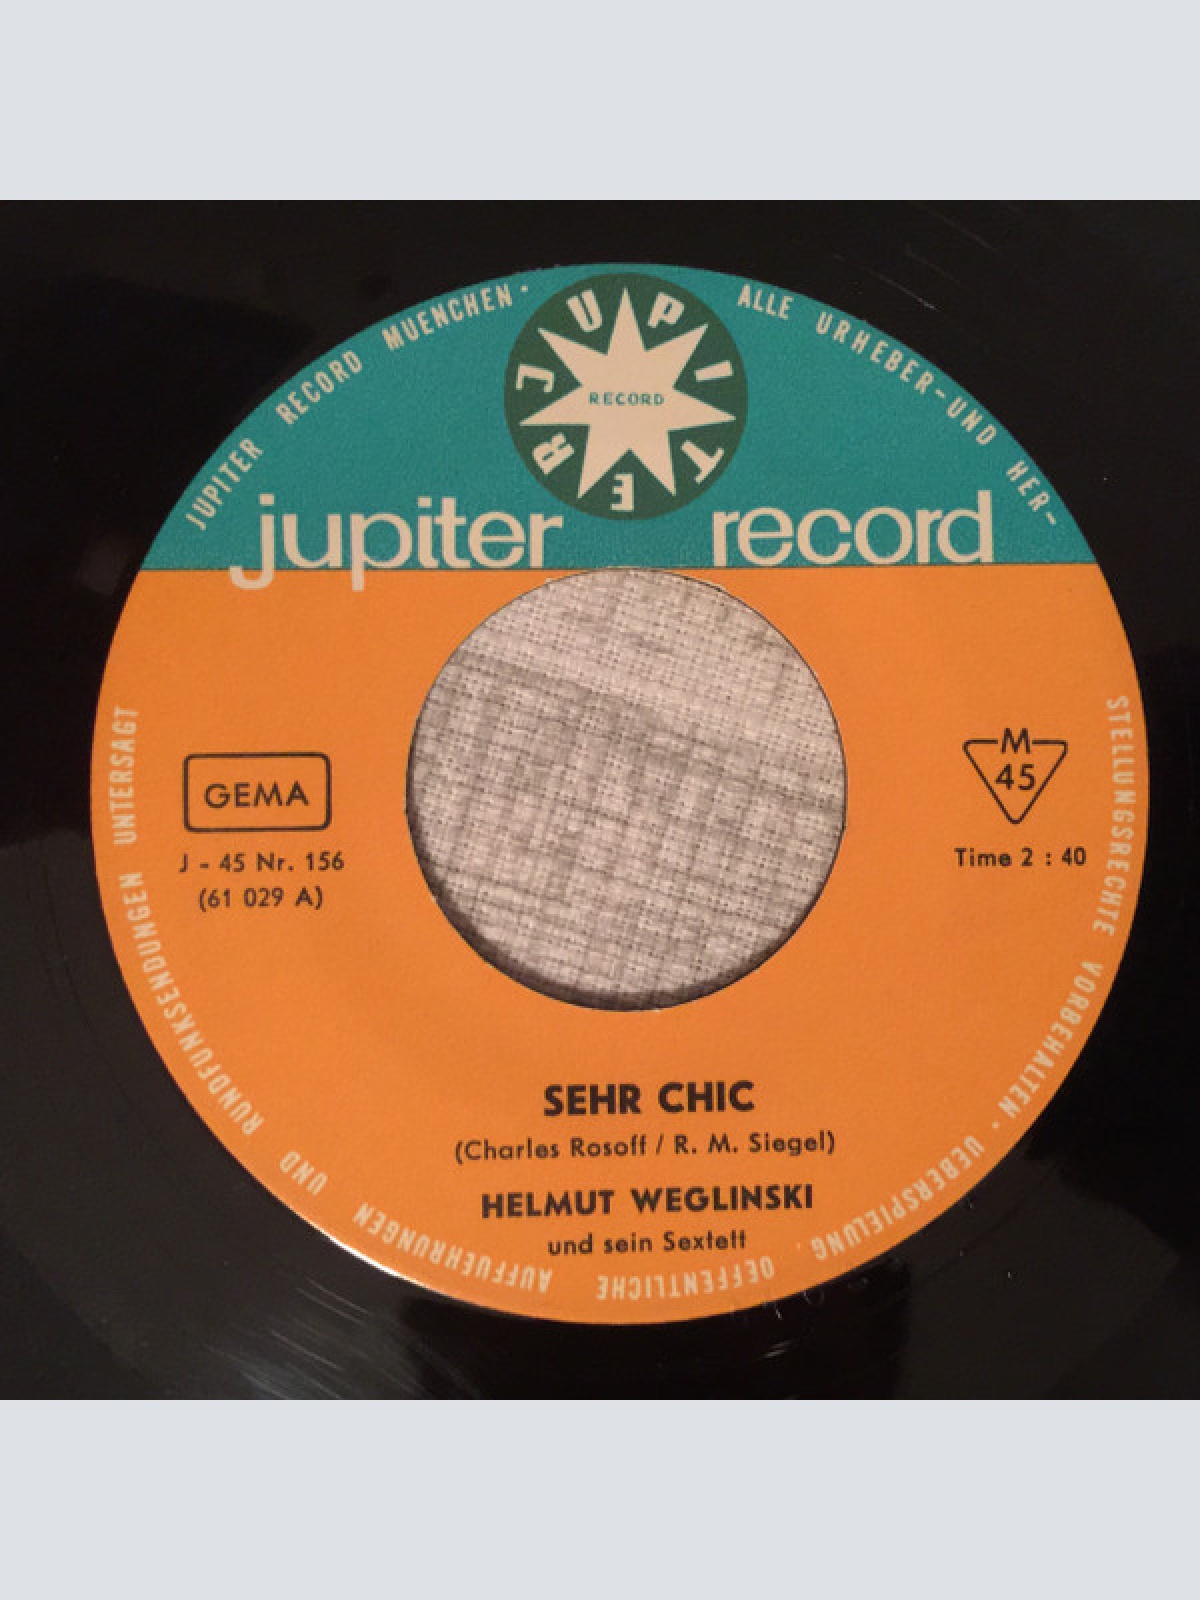 JUPITER RECORD MUENCHEN · ALLE URHEBER-UND HER-
STELLUNGSRECHTE VORBEHALTEN · UEBERSPIELUNG · OEFFENTLICHE AUFFUEHRUNGEN UND RUNDFUNKSENDUNGEN UNTERSAGT
JUPITER
RECORD
jupiter record
GEMA
J - 45 Nr. 156
(61 029 A)
M
45
Time 2 : 40
SEHR CHIC
(Charles Rosoff / R. M. Siegel)
HELMUT WEGLINSKI
und sein Sextett